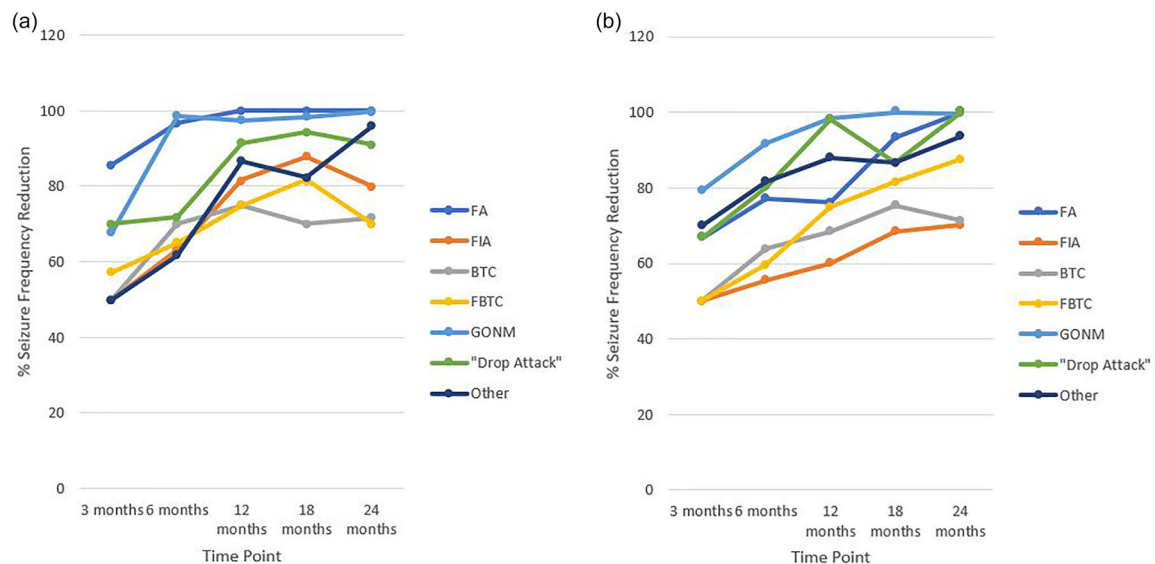 (a)
% Seizure Frequency Reduction
120
100
80
60
40
20
0
3 months 6 months 12 months 18 months 24 months
Time Point
FA
FIA
BTC
FBTC
GONM
"Drop Attack"
Other
(b)
% Seizure Frequency Reduction
120
100
80
60
40
20
0
3 months 6 months 12 months 18 months 24 months
Time Point
FA
FIA
BTC
FBTC
GONM
"Drop Attack"
Other